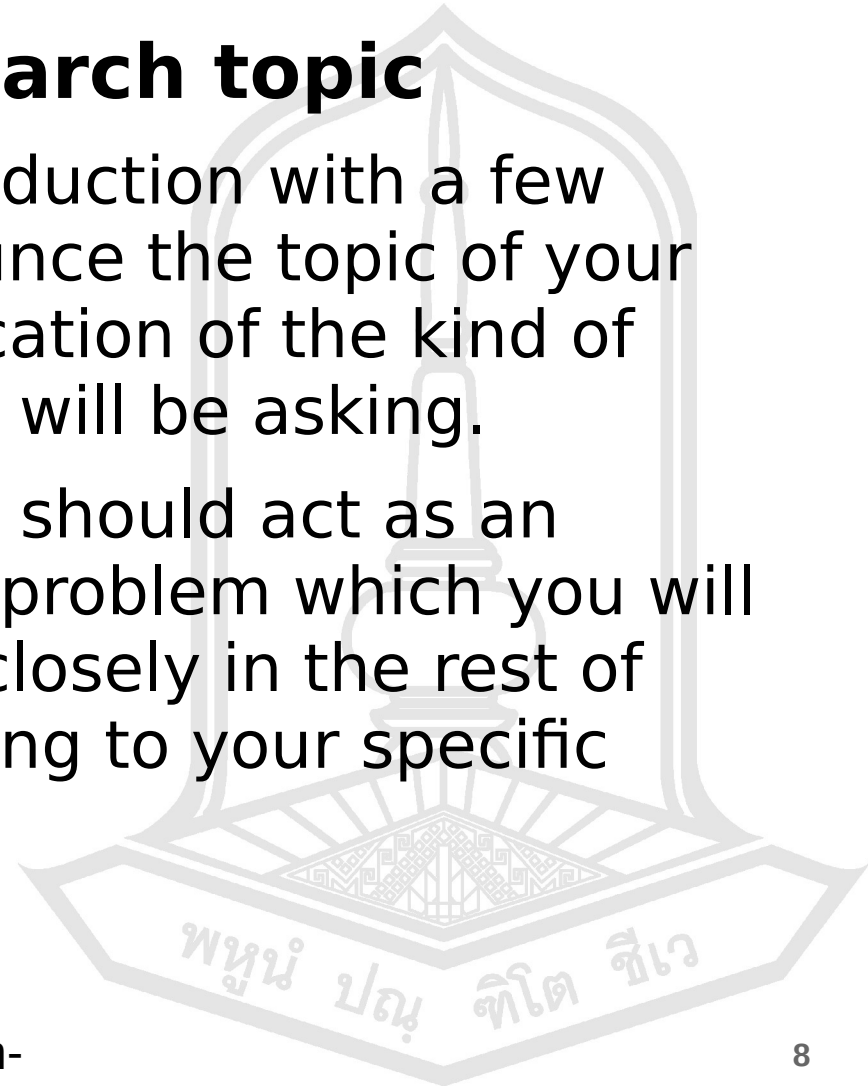 arch topic
duction with a few
unce the topic of your
cation of the kind of
will be asking.
should act as an
problem which you will
closely in the rest of
ng to your specific
พหูนํ ปณฺ ฑิโต ชีเว
n-
8